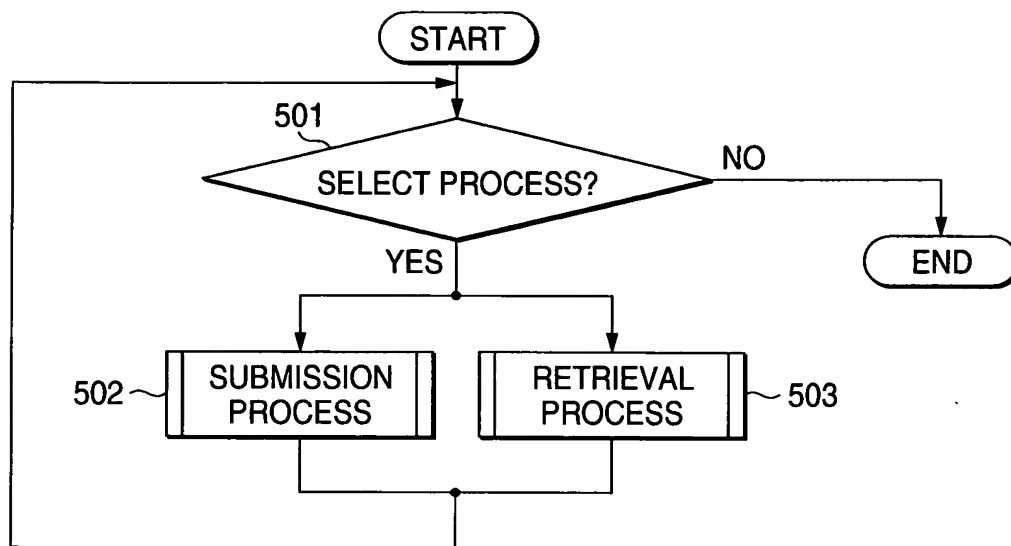 START
501
SELECT PROCESS?
NO
YES
END
502
SUBMISSION
PROCESS
RETRIEVAL
PROCESS
503